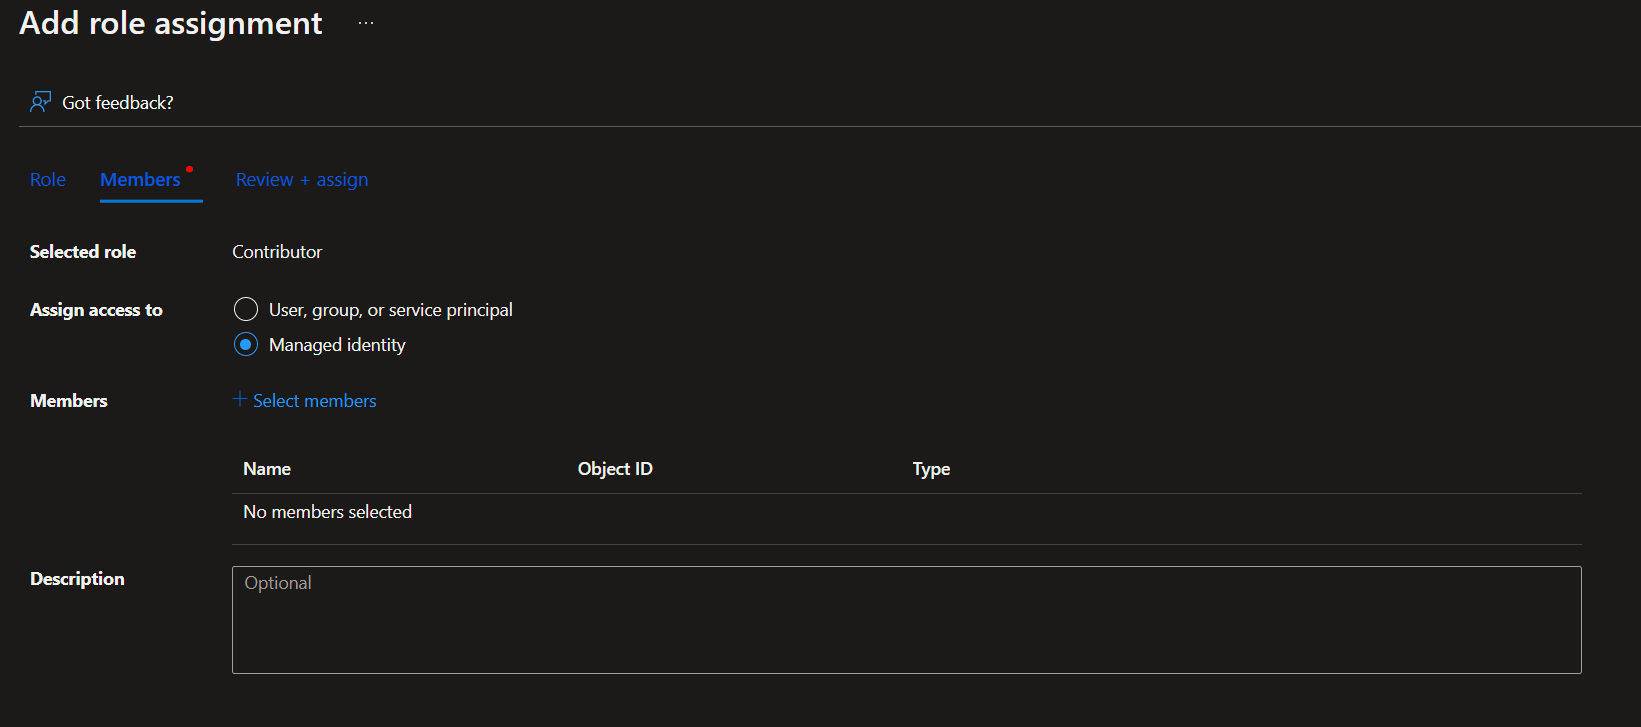 Add role assignment ...
Got feedback?
Role Members Review + assign
Selected role Contributor
Assign access to User, group, or service principal
Managed identity
Members + Select members
Name Object ID Type
No members selected
Description Optional